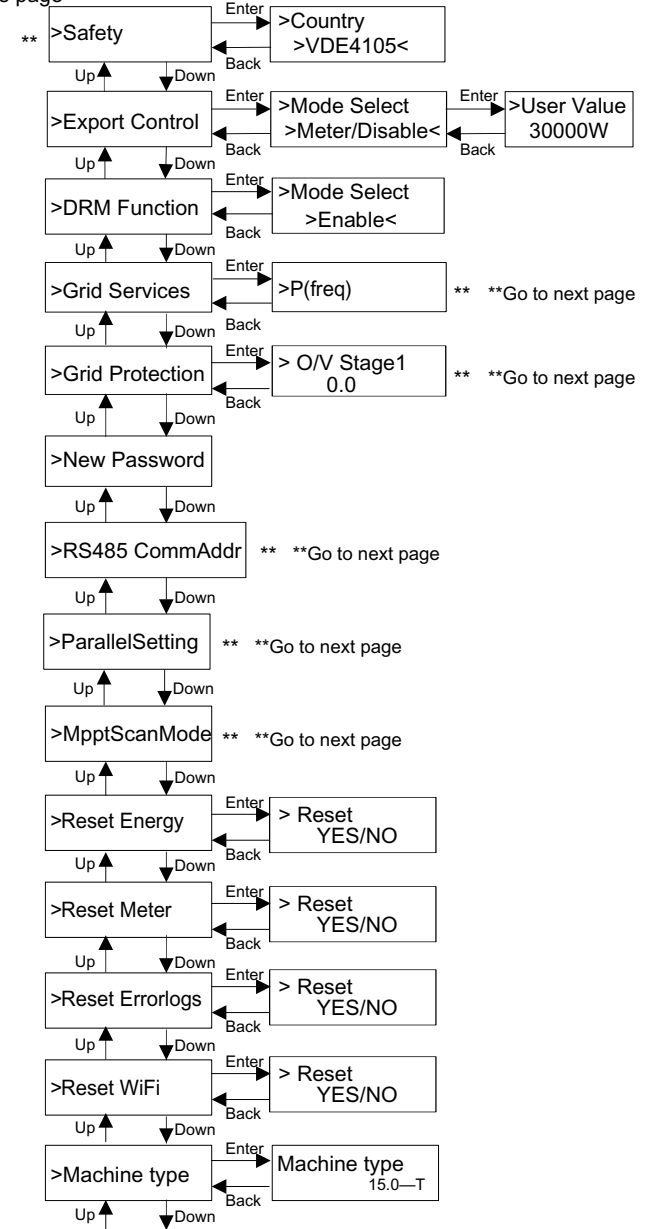 s page
** >Safety Enter >Country
>VDE4105<
Back
Up Down
>Export Control Enter >Mode Select Enter >User Value
>Meter/Disable< 30000W
Back Back
Up Down
>DRM Function Enter >Mode Select
>Enable<
Back
Up Down
>Grid Services Enter >P(freq) ** **Go to next page
Back
Up Down
>Grid Protection Enter > O/V Stage1
0.0 ** **Go to next page
Back
Up Down
>New Password
Up Down
>RS485 CommAddr ** **Go to next page
Up Down
>ParallelSetting ** **Go to next page
Up Down
>MpptScanMode ** **Go to next page
Up Down
>Reset Energy Enter > Reset
YES/NO
Back
Up Down
>Reset Meter Enter > Reset
YES/NO
Back
Up Down
>Reset Errorlogs Enter > Reset
YES/NO
Back
Up Down
>Reset WiFi Enter > Reset
YES/NO
Back
Up Down
>Machine type Enter Machine type
15.0—T
Back
Up Down